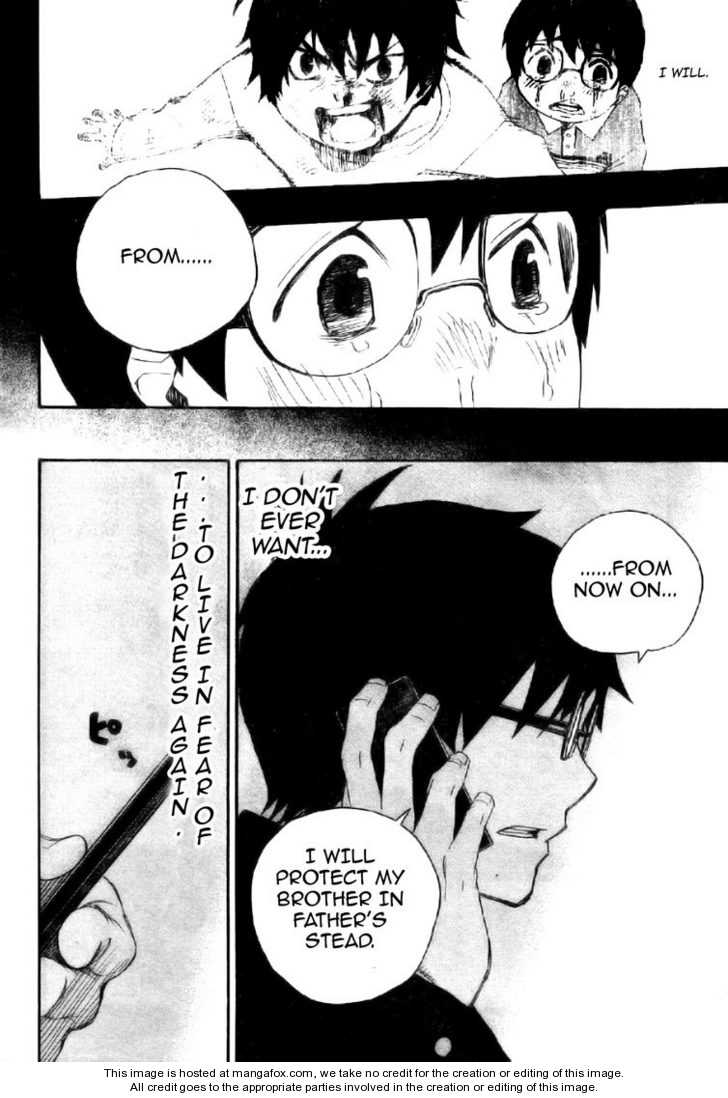 I WILL.
FROM......
I DON'T
EVER
WANT...
......FROM
NOW ON...
...TO LIVE IN FEAR OF
THE DARKNESS AGAIN.
ピッ
I WILL
PROTECT MY
BROTHER IN
FATHER'S
STEAD.
This image is hosted at mangafox.com, we take no credit for the creation or editing of this image.
All credit goes to the appropriate parties involved in the creation or editing of this image.